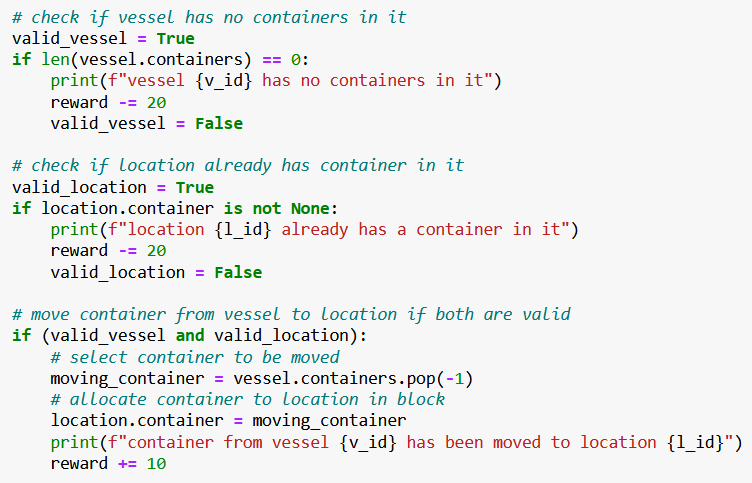 # check if vessel has no containers in it
valid_vessel = True
if len(vessel.containers) == 0:
    print(f"vessel {v_id} has no containers in it")
    reward -= 20
    valid_vessel = False

# check if location already has container in it
valid_location = True
if location.container is not None:
    print(f"location {l_id} already has a container in it")
    reward -= 20
    valid_location = False

# move container from vessel to location if both are valid
if (valid_vessel and valid_location):
    # select container to be moved
    moving_container = vessel.containers.pop(-1)
    # allocate container to location in block
    location.container = moving_container
    print(f"container from vessel {v_id} has been moved to location {l_id}")
    reward += 10